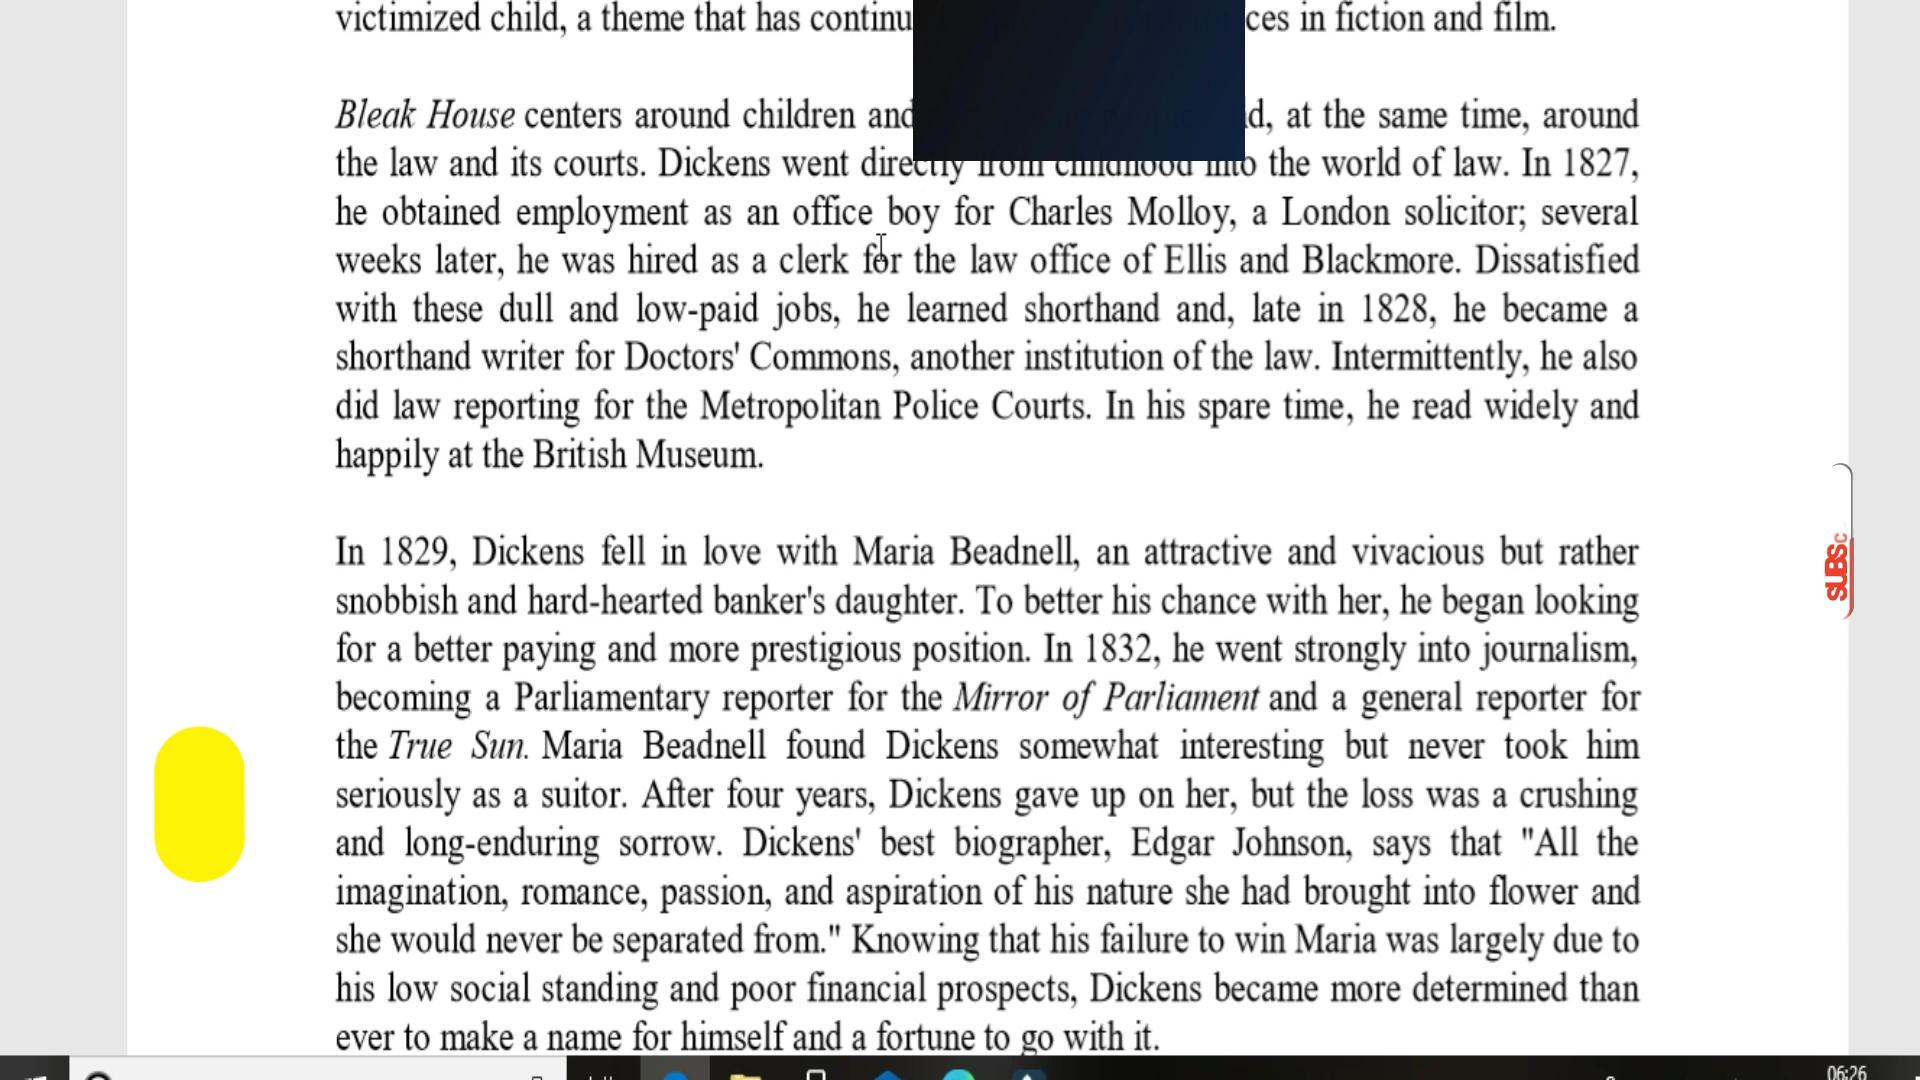 victimized child, a theme that has continu ces in fiction and film.
Bleak House centers around children and d, at the same time, around
the law and its courts. Dickens went directly from childhood into the world of law. In 1827,
he obtained employment as an office boy for Charles Molloy, a London solicitor; several
weeks later, he was hired as a clerk for the law office of Ellis and Blackmore. Dissatisfied
with these dull and low-paid jobs, he learned shorthand and, late in 1828, he became a
shorthand writer for Doctors' Commons, another institution of the law. Intermittently, he also
did law reporting for the Metropolitan Police Courts. In his spare time, he read widely and
happily at the British Museum.
In 1829, Dickens fell in love with Maria Beadnell, an attractive and vivacious but rather
snobbish and hard-hearted banker's daughter. To better his chance with her, he began looking
for a better paying and more prestigious position. In 1832, he went strongly into journalism,
becoming a Parliamentary reporter for the Mirror of Parliament and a general reporter for
the True Sun. Maria Beadnell found Dickens somewhat interesting but never took him
seriously as a suitor. After four years, Dickens gave up on her, but the loss was a crushing
and long-enduring sorrow. Dickens' best biographer, Edgar Johnson, says that "All the
imagination, romance, passion, and aspiration of his nature she had brought into flower and
she would never be separated from." Knowing that his failure to win Maria was largely due to
his low social standing and poor financial prospects, Dickens became more determined than
ever to make a name for himself and a fortune to go with it.
SUBSc
06:26